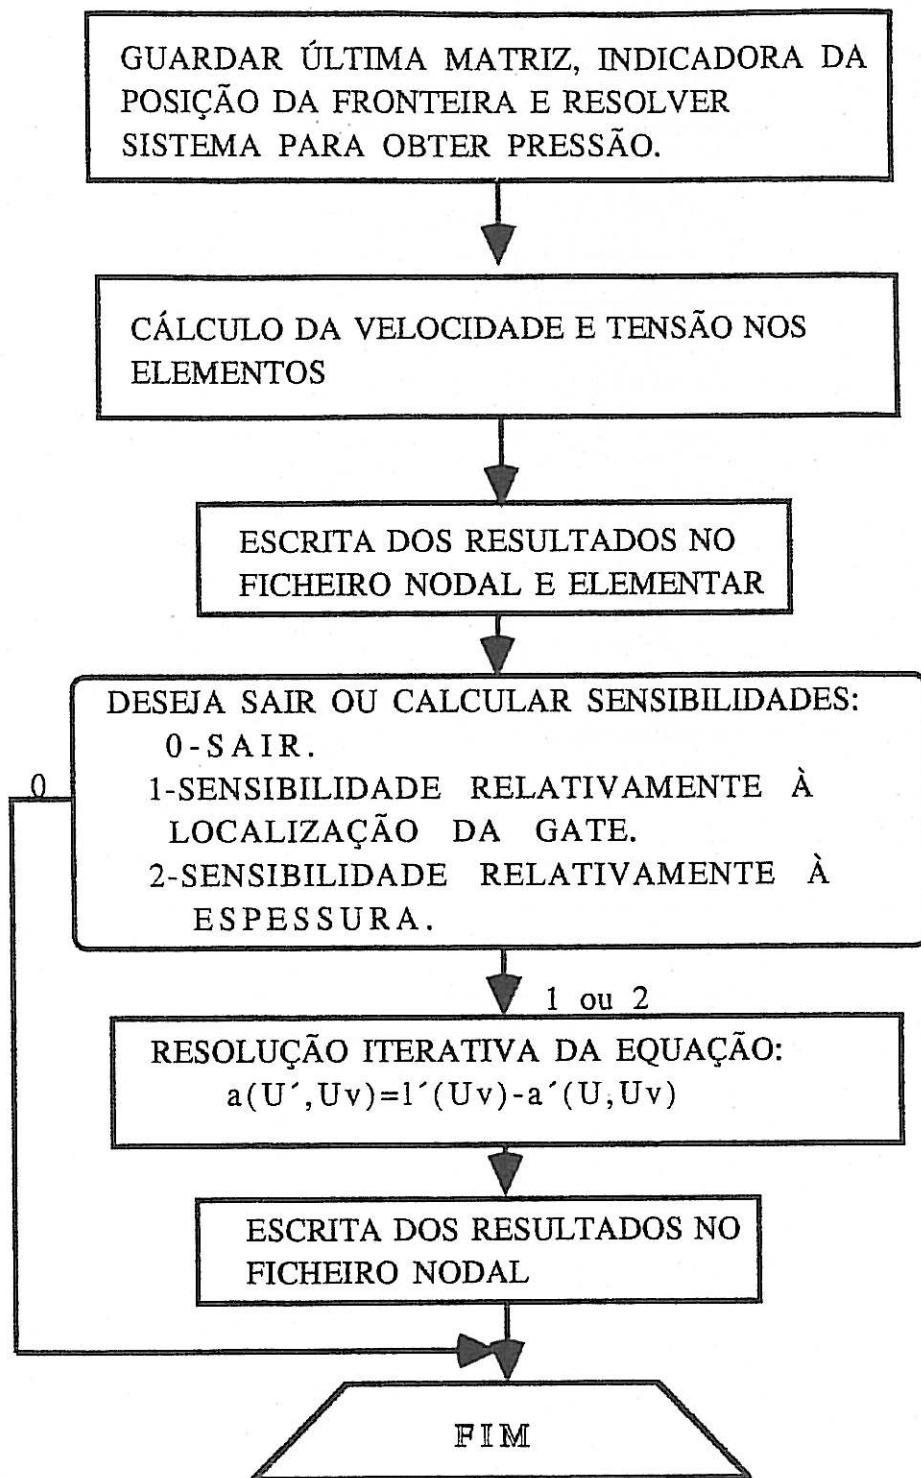 GUARDAR ÚLTIMA MATRIZ, INDICADORA DA
POSIÇÃO DA FRONTEIRA E RESOLVER
SISTEMA PARA OBTER PRESSÃO.
CÁLCULO DA VELOCIDADE E TENSÃO NOS
ELEMENTOS
ESCRITA DOS RESULTADOS NO
FICHEIRO NODAL E ELEMENTAR
DESEJA SAIR OU CALCULAR SENSIBILIDADES:
0-SAIR.
1-SENSIBILIDADE RELATIVAMENTE À
LOCALIZAÇÃO DA GATE.
2-SENSIBILIDADE RELATIVAMENTE À
ESPESSURA.
0
1 ou 2
RESOLUÇÃO ITERATIVA DA EQUAÇÃO:
a(U´,Uv)=l´(Uv)-a´(U,Uv)
ESCRITA DOS RESULTADOS NO
FICHEIRO NODAL
FIM